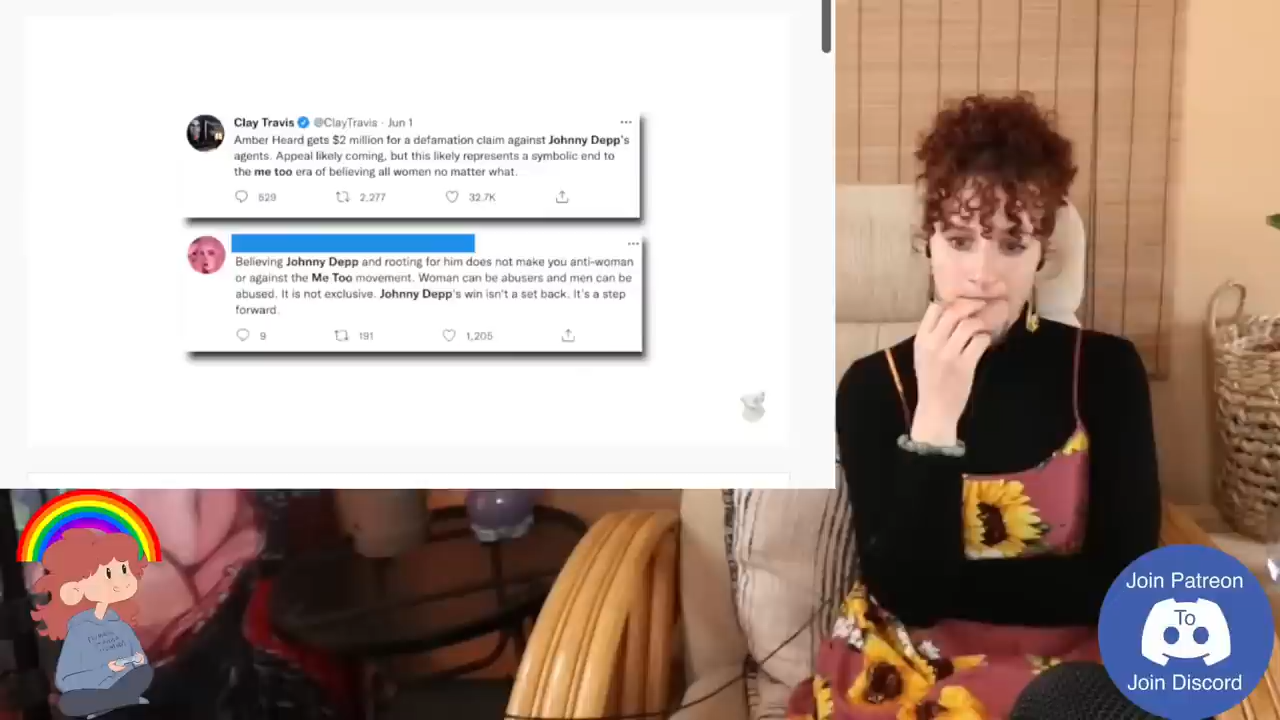 Clay Travis @ClayTravis · Jun 1
Amber Heard gets $2 million for a defamation claim against Johnny Depp's
agents. Appeal likely coming, but this likely represents a symbolic end to
the me too era of believing all women no matter what.
529 2,277 32.7K
Believing Johnny Depp and rooting for him does not make you anti-woman
or against the Me Too movement. Woman can be abusers and men can be
abused. It is not exclusive. Johnny Depp's win isn't a set back. It's a step
forward.
9 191 1,205
Join Patreon
To
Join Discord